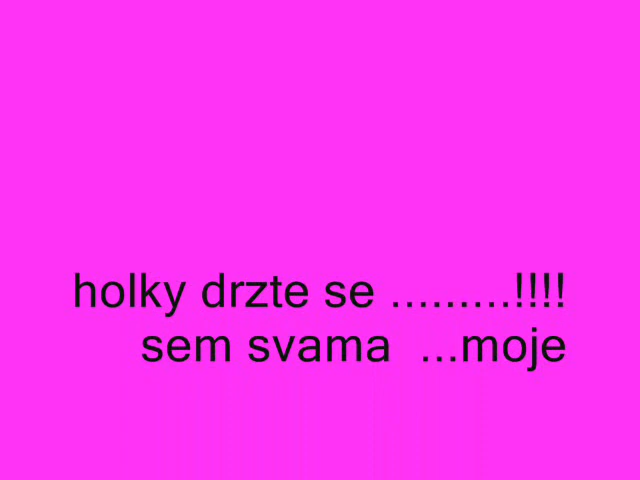 holky drzte se .........!!!!
sem svama  ...moje